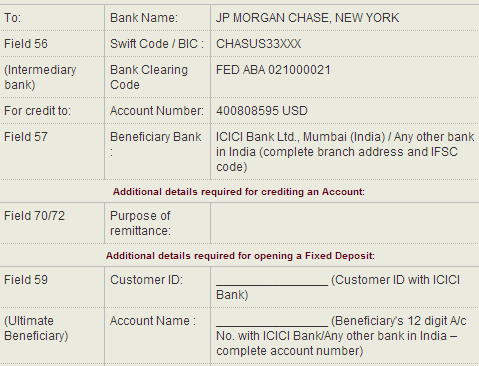 To: Bank Name: JP MORGAN CHASE, NEW YORK
Field 56 Swift Code / BIC : CHASUS33XXX
(Intermediary bank) Bank Clearing Code FED ABA 021000021
For credit to: Account Number: 400808595 USD
Field 57 Beneficiary Bank : ICICI Bank Ltd., Mumbai (India) / Any other bank
in India (complete branch address and IFSC
code)
Additional details required for crediting an Account:
Field 70/72 Purpose of remittance:
Additional details required for opening a Fixed Deposit:
Field 59 Customer ID: _________________ (Customer ID with ICICI
Bank)
(Ultimate Beneficiary) Account Name : _________________ (Beneficiary's 12 digit A/c
No. with ICICI Bank/Any other bank in India –
complete account number)